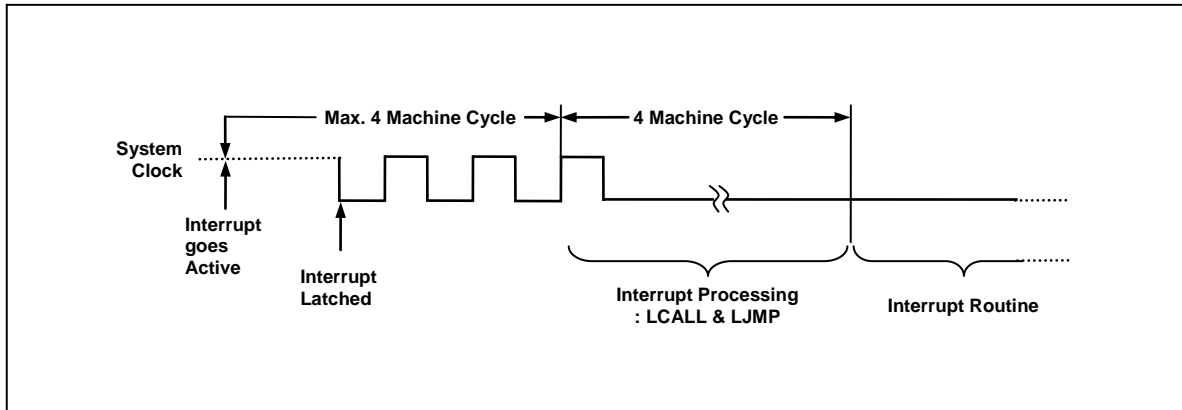 Max. 4 Machine Cycle
4 Machine Cycle
System
Clock
Interrupt
goes
Active
Interrupt
Latched
Interrupt Processing
: LCALL & LJMP
Interrupt Routine